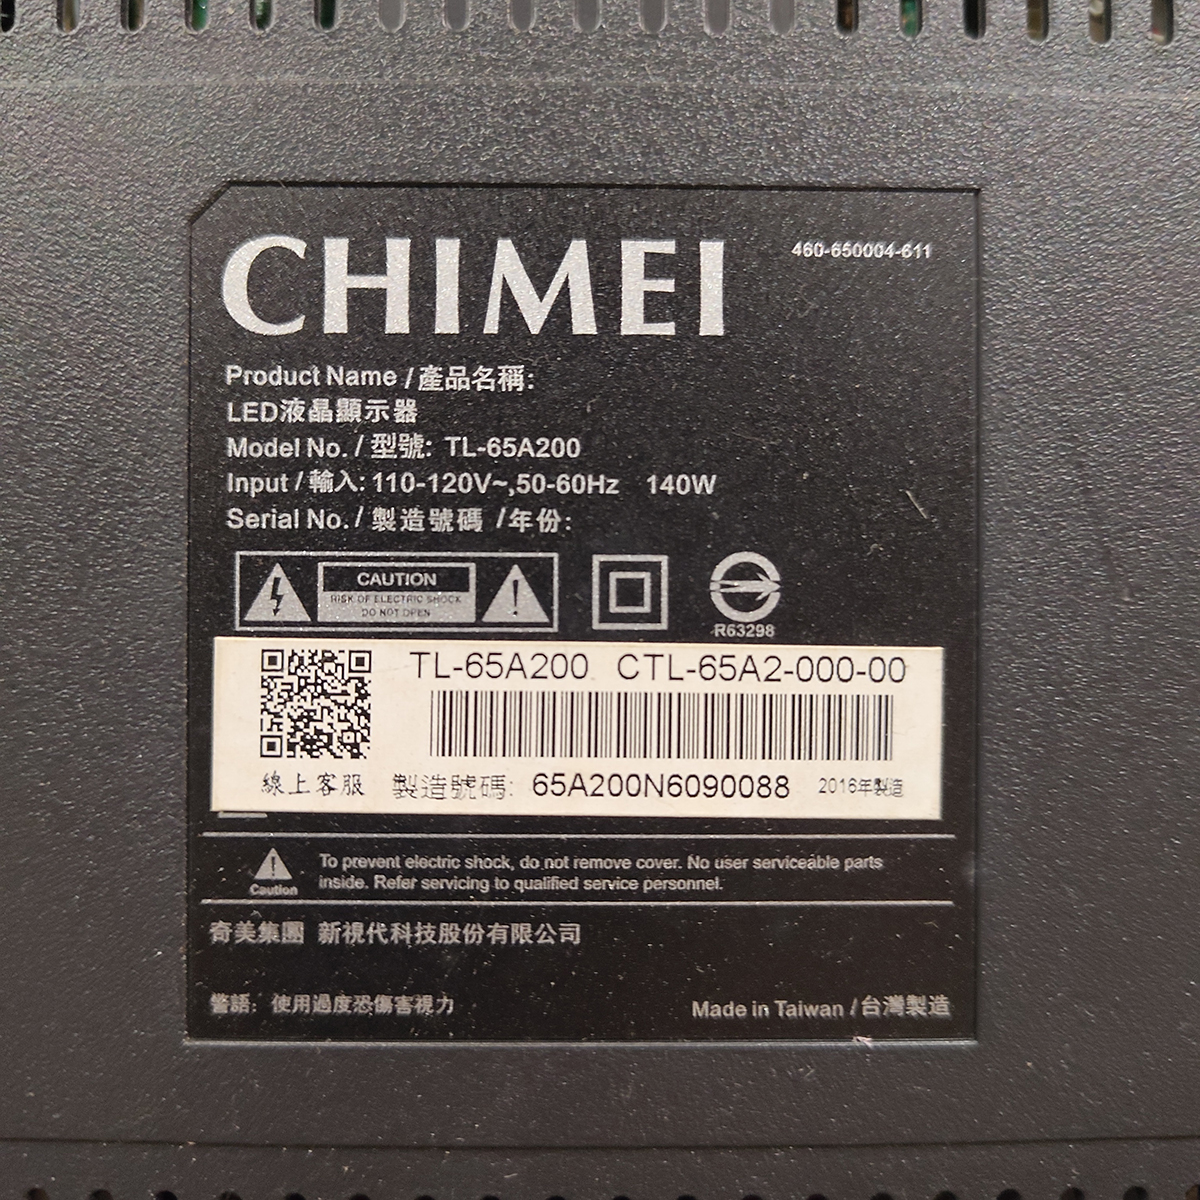 CHIMEI
460-650004-611
Product Name / 產品名稱:
LED液晶顯示器
Model No. / 型號: TL-65A200
Input / 輸入: 110-120V~,50-60Hz 140W
Serial No. / 製造號碼 / 年份:
CAUTION
RISK OF ELECTRIC SHOCK
DO NOT OPEN
R63298
TL-65A200 CTL-65A2-000-00
線上客服 製造號碼: 65A200N6090088 2016年製造
To prevent electric shock, do not remove cover. No user serviceable parts
inside. Refer servicing to qualified service personnel.
Caution
奇美集團 新視代科技股份有限公司
警語: 使用過度恐傷害視力
Made in Taiwan / 台灣製造